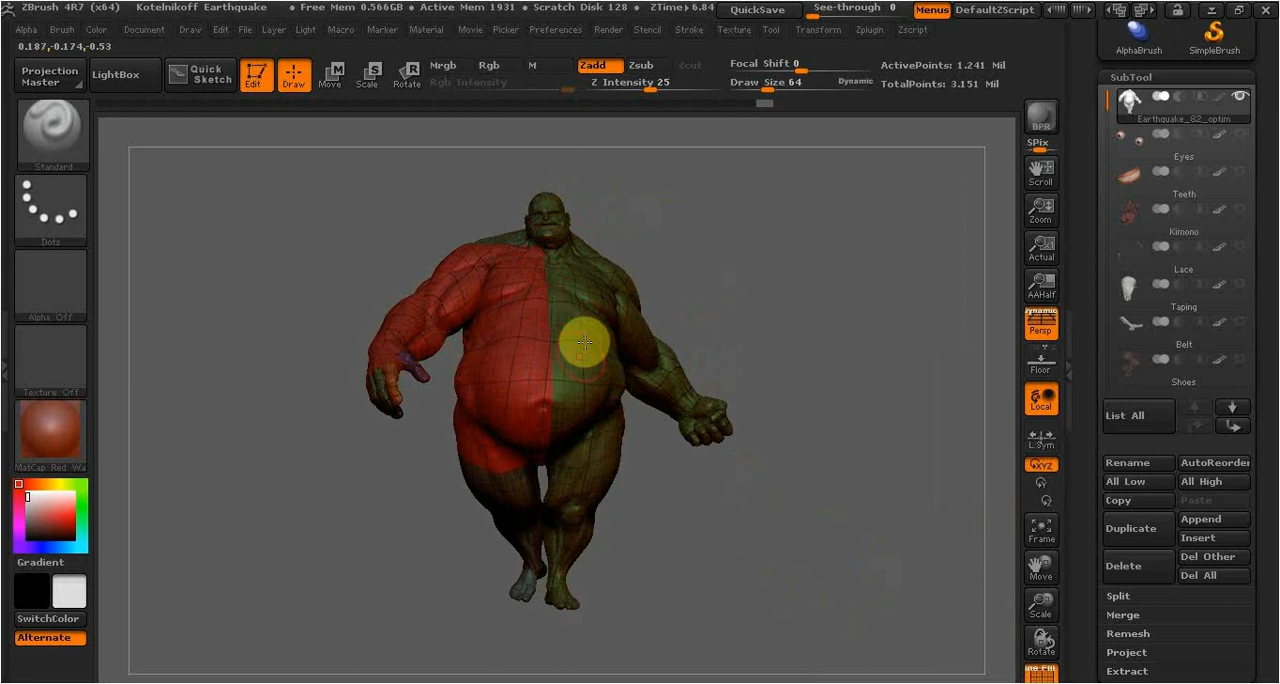 ZBrush 4R7 (x64) Kotelnikoff Earthquake • Free Mem 0.566GB • Active Mem 1931 • Scratch Disk 128 • ZTime▸6.84 QuickSave See-through 0 Menus DefaultZScript
Alpha Brush Color Document Draw Edit File Layer Light Macro Marker Material Movie Picker Preferences Render Stencil Stroke Texture Tool Transform Zplugin Zscript
0.187,-0.174,-0.53
AlphaBrush SimpleBrush
Projection Master
LightBox
Quick Sketch
Edit Draw Move Scale Rotate
Mrgb Rgb M
Rgb Intensity
Zadd Zsub Zcut
Z Intensity 25
Focal Shift 0
Draw Size 64 Dynamic
ActivePoints: 1.241 Mil
TotalPoints: 3.151 Mil
Standard
Dots
Alpha Off
Texture Off
MatCap Red Wa
Gradient
SwitchColor
Alternate
BPR
SPix
Scroll
Zoom
Actual
AAHalf
Dynamic
Persp
Floor
Local
L.Sym
XYZ
Y
Z
Frame
Move
Scale
Rotate
SubTool
Earthquake_82_optim
Eyes
Teeth
Kimono
Lace
Taping
Belt
Shoes
List All
Rename AutoReorder
All Low All High
Copy Paste
Duplicate Append
Insert
Delete Del Other
Del All
Split
Merge
Remesh
Project
Extract